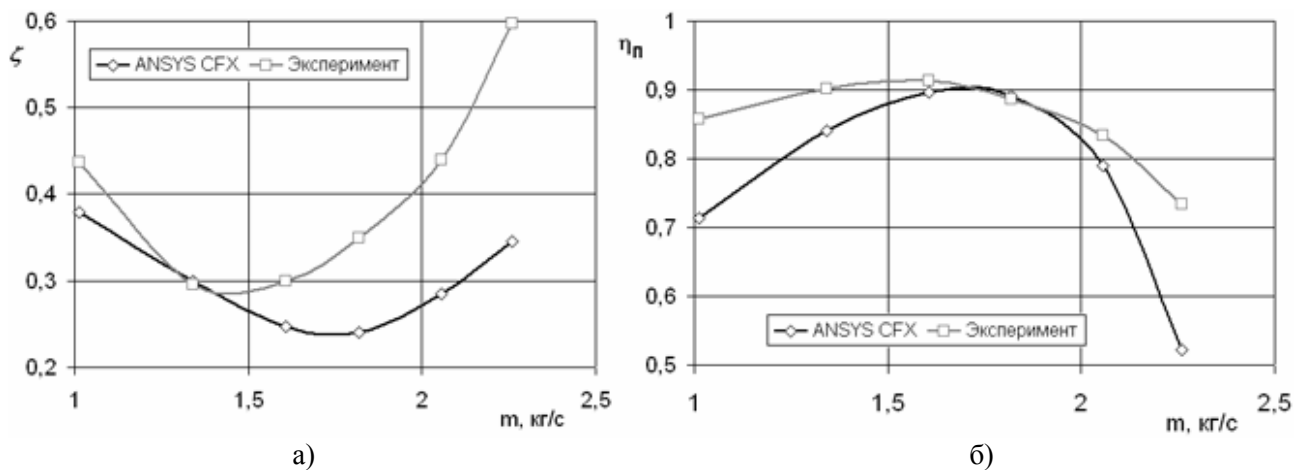 0,6
ζ
0,5
0,4
0,3
0,2
1
1,5
2
2,5
m, кг/с
ANSYS CFX
Эксперимент
а)
1
ηп
0,9
0,8
0,7
0,6
0,5
1
1,5
2
2,5
m, кг/с
ANSYS CFX
Эксперимент
б)